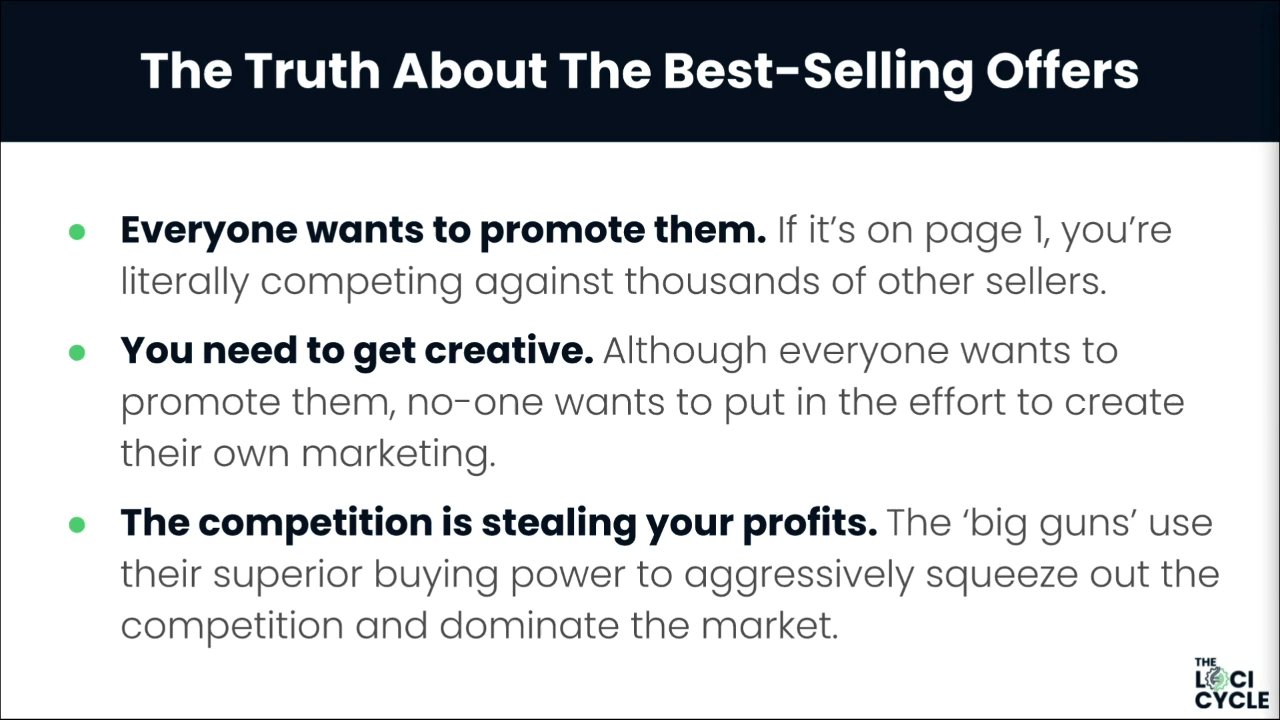 The Truth About The Best-Selling Offers
Everyone wants to promote them. If it's on page 1, you're
literally competing against thousands of other sellers.
You need to get creative. Although everyone wants to
promote them, no-one wants to put in the effort to create
their own marketing.
The competition is stealing your profits. The ‘big guns’ use
their superior buying power to aggressively squeeze out the
competition and dominate the market.
THE
LOCI
CYCLE